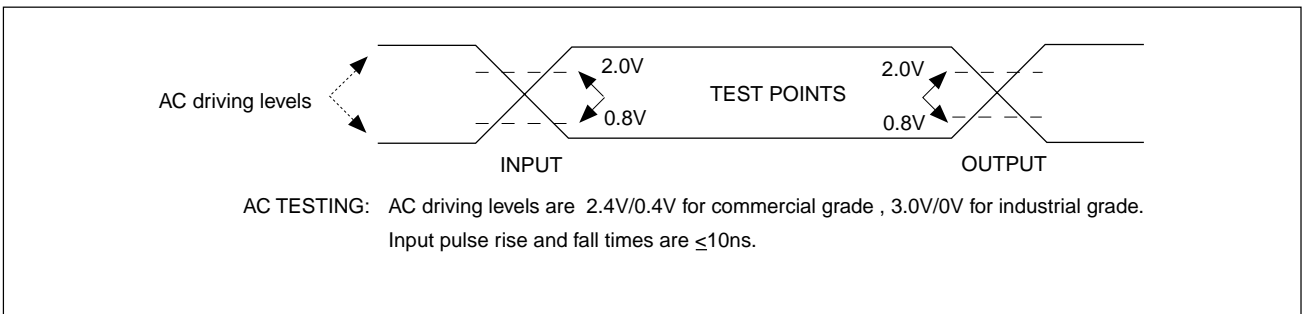 2.0V
2.0V
AC driving levels
TEST POINTS
0.8V
0.8V
INPUT
OUTPUT
AC TESTING: AC driving levels are 2.4V/0.4V for commercial grade , 3.0V/0V for industrial grade.
Input pulse rise and fall times are ≤10ns.